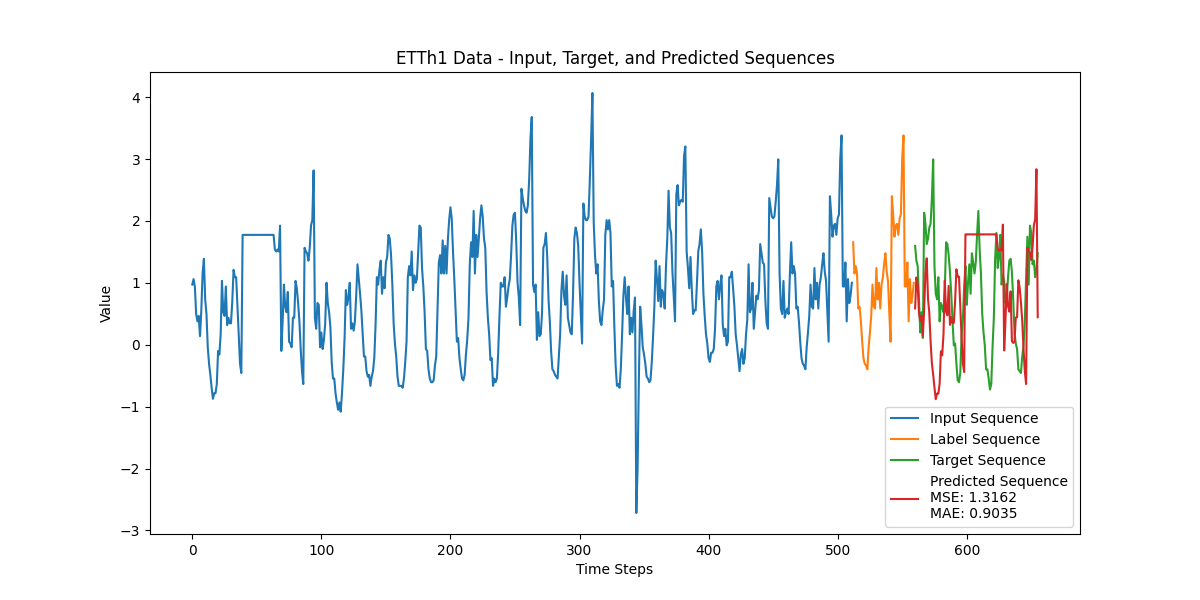 ETTh1 Data - Input, Target, and Predicted Sequences
Value
4
3
2
1
0
−1
−2
−3
0 100 200 300 400 500 600
Time Steps
Input Sequence
Label Sequence
Target Sequence
Predicted Sequence
MSE: 1.3162
MAE: 0.9035